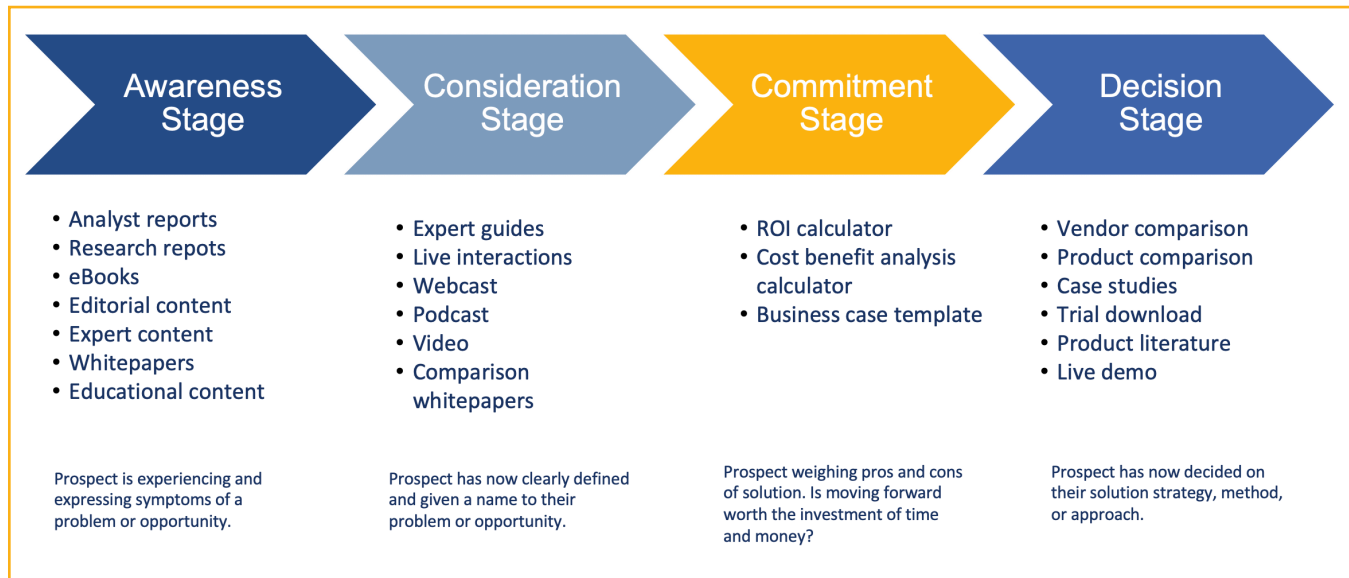 Awareness
Stage
Consideration
Stage
Commitment
Stage
Decision
Stage
• Analyst reports
• Research repots
• eBooks
• Editorial content
• Expert content
• Whitepapers
• Educational content
• Expert guides
• Live interactions
• Webcast
• Podcast
• Video
• Comparison
whitepapers
• ROI calculator
• Cost benefit analysis
calculator
• Business case template
• Vendor comparison
• Product comparison
• Case studies
• Trial download
• Product literature
• Live demo
Prospect is experiencing and
expressing symptoms of a
problem or opportunity.
Prospect has now clearly defined
and given a name to their
problem or opportunity.
Prospect weighing pros and cons
of solution. Is moving forward
worth the investment of time
and money?
Prospect has now decided on
their solution strategy, method,
or approach.